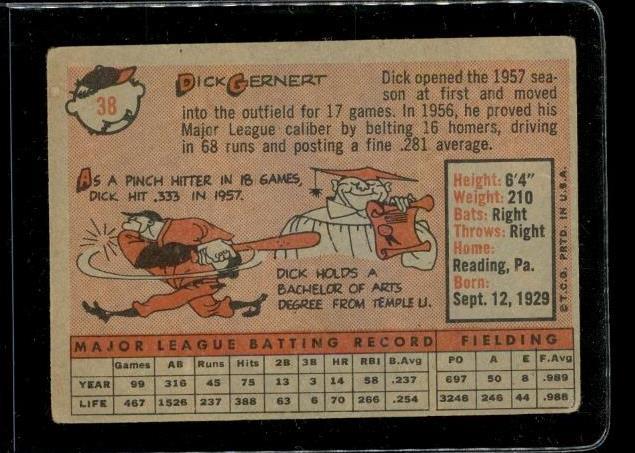 38
DICK GERNERT
Dick opened the 1957 sea-
son at first and moved
into the outfield for 17 games. In 1956, he proved his
Major League caliber by belting 16 homers, driving
in 68 runs and posting a fine .281 average.
AS A PINCH HITTER IN 18 GAMES,
DICK HIT .333 IN 1957.
DICK HOLDS A
BACHELOR OF ARTS
DEGREE FROM TEMPLE U.
Height: 6'4"
Weight: 210
Bats: Right
Throws: Right
Home:
Reading, Pa.
Born:
Sept. 12, 1929
© T.C.G. PRTD. IN U.S.A.
MAJOR LEAGUE BATTING RECORD FIELDING
Games AB Runs Hits 2B 3B HR RBI B.Avg PO A E F.Avg
YEAR 99 316 45 75 13 3 14 58 .237 697 50 8 .989
LIFE 467 1526 237 388 63 6 70 266 .254 3248 246 44 .988